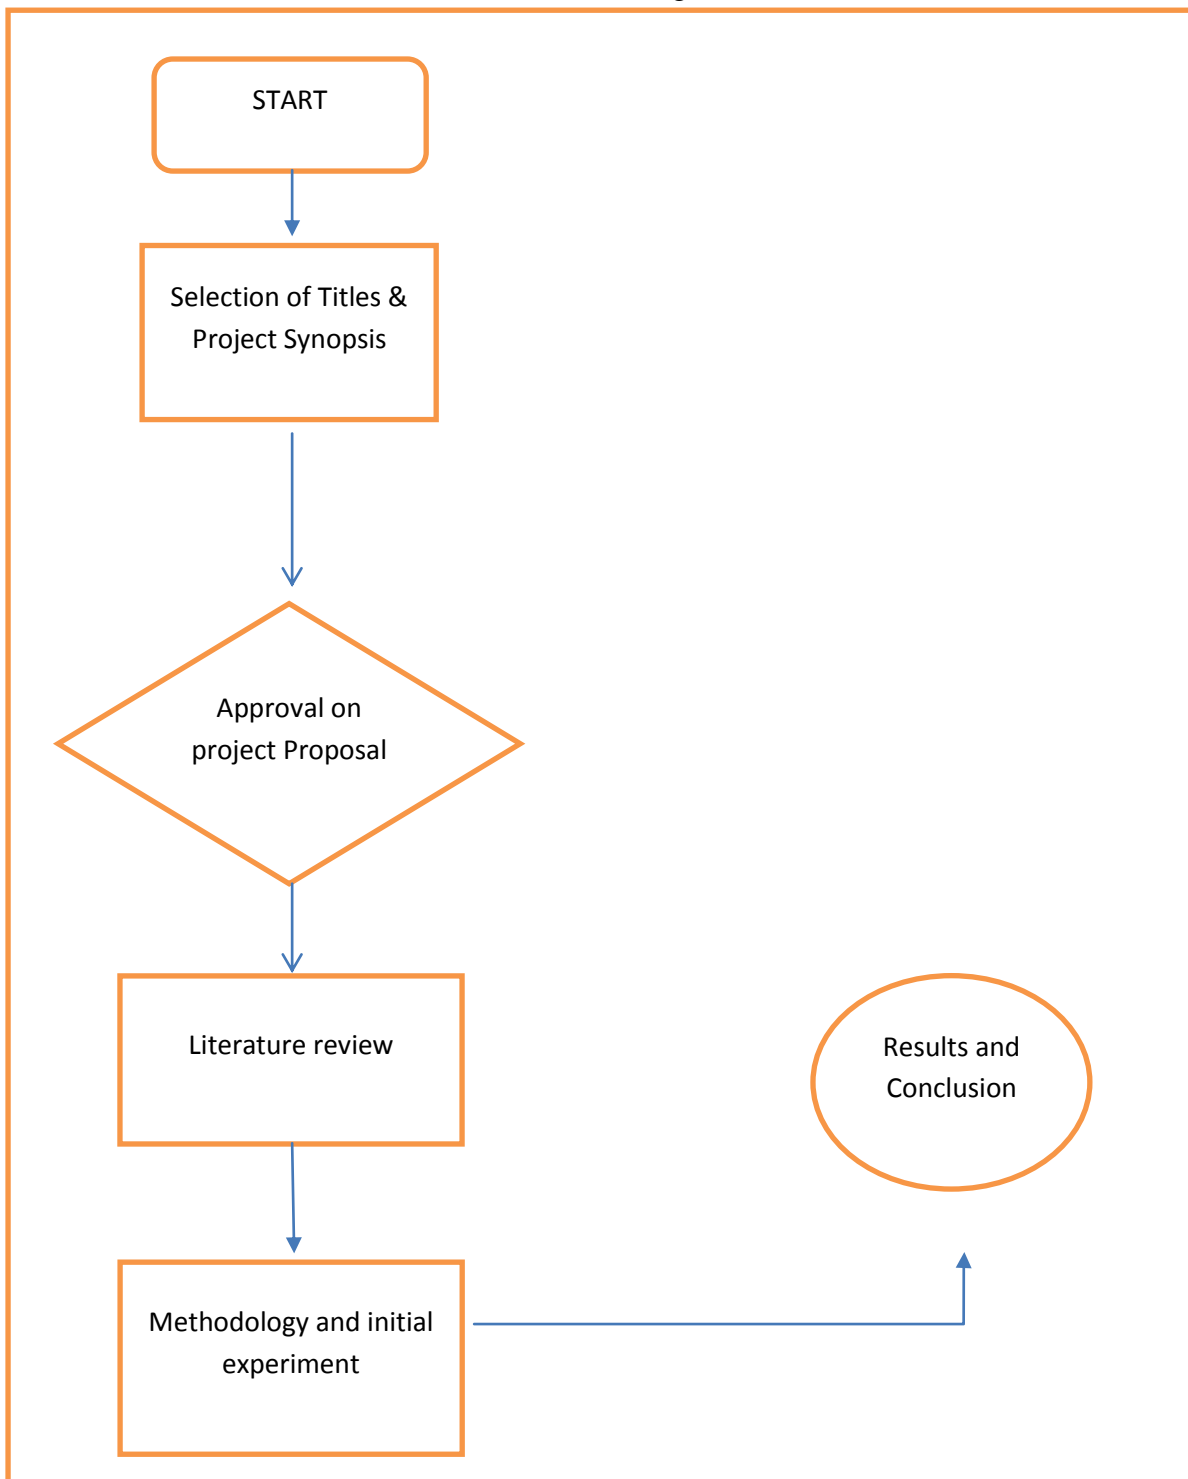 START
Selection of Titles &
Project Synopsis
Approval on
project Proposal
Literature review
Results and
Conclusion
Methodology and initial
experiment